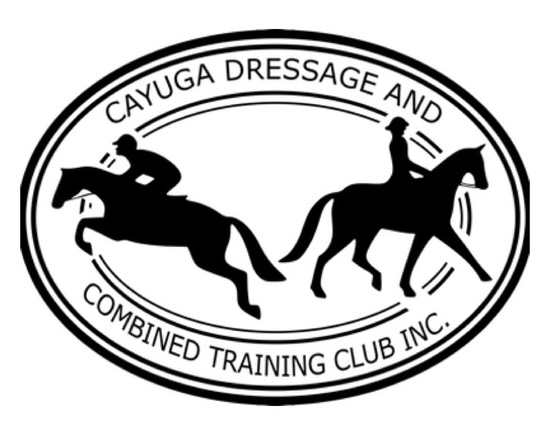 CAYUGA DRESSAGE AND
COMBINED TRAINING CLUB INC.